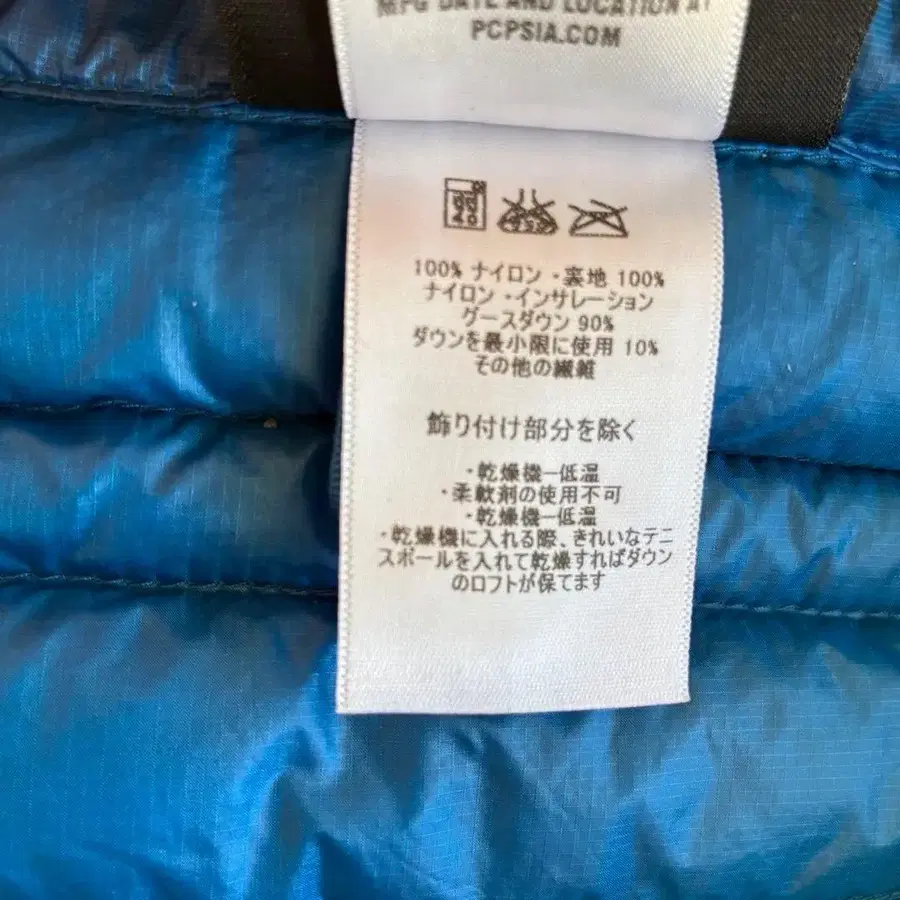 MFG DATE AND LOCATION AT
PCPSIA.COM
40
100% ナイロン・裏地 100%
ナイロン・インサレーション
グースダウン 90%
ダウンを最小限に使用 10%
その他の繊維
飾り付け部分を除く
・乾燥機ー低温
・柔軟剤の使用不可
・乾燥機ー低温
・乾燥機に入れる際、きれいなテニ
スボールを入れて乾燥すればダウン
のロフトが保てます